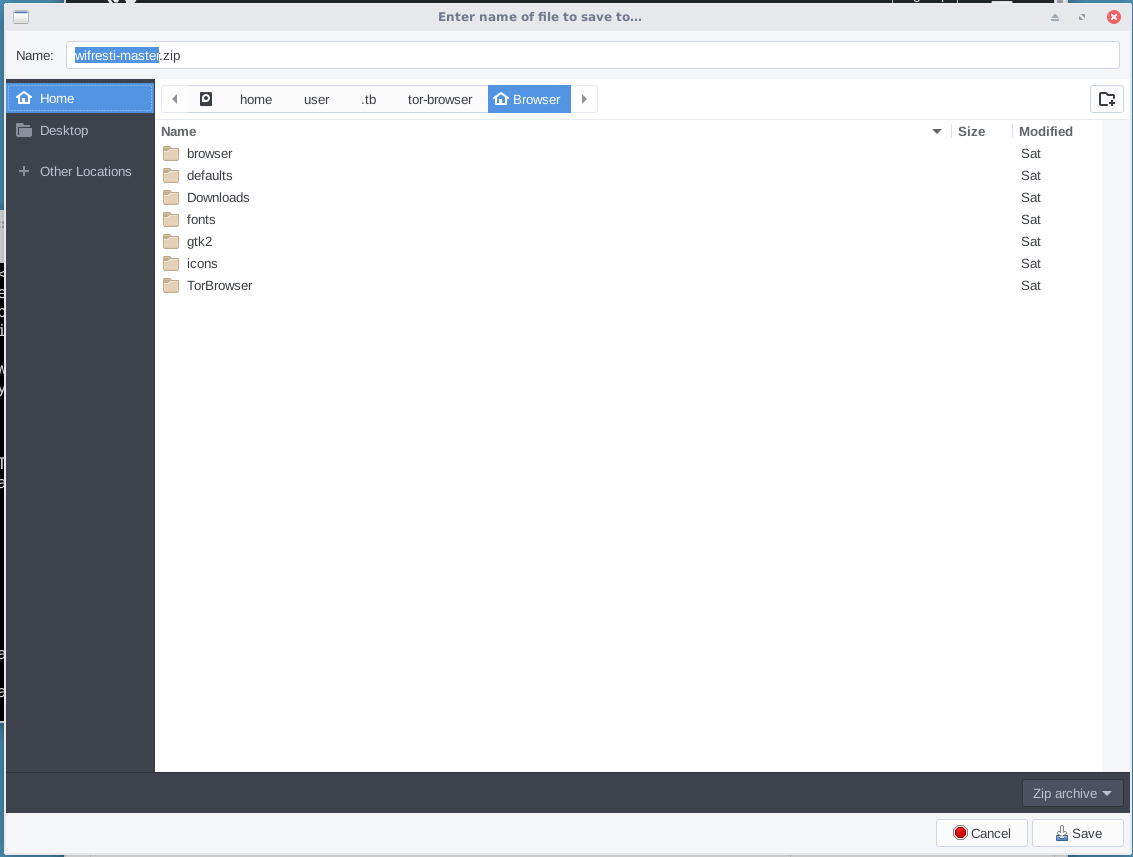 Enter name of file to save to...
Name: wifresti-master.zip
Home
Desktop
Other Locations
home user .tb tor-browser Browser
Name Size Modified
browser Sat
defaults Sat
Downloads Sat
fonts Sat
gtk2 Sat
icons Sat
TorBrowser Sat
Zip archive
Cancel Save